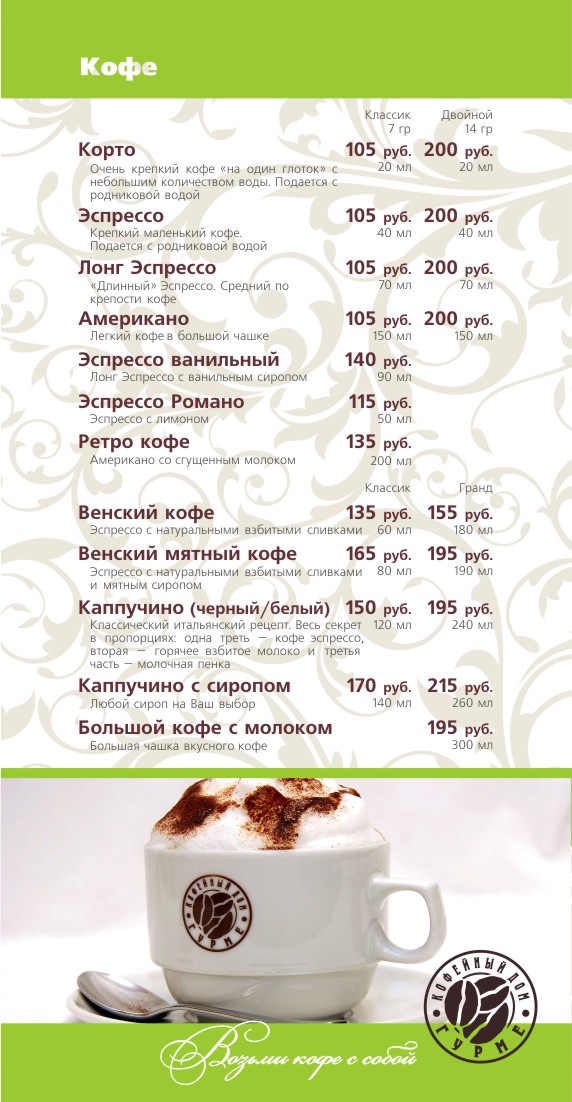 Кофе
Классик Двойной
7 гр 14 гр
Корто 105 руб. 200 руб.
Очень крепкий кофе «на один глоток» с 20 мл 20 мл
небольшим количеством воды. Подается с
родниковой водой
Эспрессо 105 руб. 200 руб.
Крепкий маленький кофе. 40 мл 40 мл
Подается с родниковой водой
Лонг Эспрессо 105 руб. 200 руб.
«Длинный» Эспрессо. Средний по 70 мл 70 мл
крепости кофе
Американо 105 руб. 200 руб.
Легкий кофе в большой чашке 150 мл 150 мл
Эспрессо ванильный 140 руб.
Лонг Эспрессо с ванильным сиропом 90 мл
Эспрессо Романо 115 руб.
Эспрессо с лимоном 50 мл
Ретро кофе 135 руб.
Американо со сгущенным молоком 200 мл
Классик Гранд
Венский кофе 135 руб. 155 руб.
Эспрессо с натуральными взбитыми сливками 60 мл 180 мл
Венский мятный кофе 165 руб. 195 руб.
Эспрессо с натуральными взбитыми сливками 80 мл 190 мл
и мятным сиропом
Каппучино (черный/белый) 150 руб. 195 руб.
Классический итальянский рецепт. Весь секрет 120 мл 240 мл
в пропорциях: одна треть – кофе эспрессо,
вторая – горячее взбитое молоко и третья
часть – молочная пенка
Каппучино с сиропом 170 руб. 215 руб.
Любой сироп на Ваш выбор 140 мл 260 мл
Большой кофе с молоком 195 руб.
Большая чашка вкусного кофе 300 мл
КОФЕЙНЫЙ ДОМ
ГУРМЕ
КОФЕЙНЫЙ ДОМ
ГУРМЕ
Возьми кофе с собой